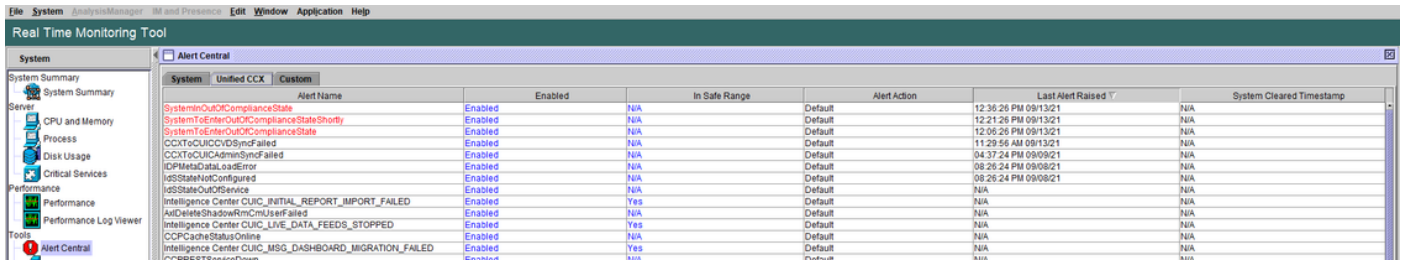 File System AnalysisManager IM and Presence Edit Window Application Help
Real Time Monitoring Tool
System
System Summary
System Summary
Server
CPU and Memory
Process
Disk Usage
Critical Services
Performance
Performance
Performance Log Viewer
Tools
Alert Central
Alert Central
System Unified CCX Custom
Alert Name Enabled In Safe Range Alert Action Last Alert Raised System Cleared Timestamp
SystemInOutOfComplianceState Enabled N/A Default 12:36:26 PM 09/13/21 N/A
SystemToEnterOutOfComplianceStateShortly Enabled N/A Default 12:21:26 PM 09/13/21 N/A
SystemToEnterOutOfComplianceState Enabled N/A Default 12:06:26 PM 09/13/21 N/A
CCXToCUICCVDSyncFailed Enabled N/A Default 11:29:56 AM 09/13/21 N/A
CCXToCUICAdminSyncFailed Enabled N/A Default 04:37:24 PM 09/09/21 N/A
IDPMetaDataLoadError Enabled N/A Default 08:26:24 PM 09/08/21 N/A
IdSStateNotConfigured Enabled N/A Default 08:26:24 PM 09/08/21 N/A
IdSStateOutOfService Enabled N/A Default N/A N/A
Intelligence Center CUIC_INITIAL_REPORT_IMPORT_FAILED Enabled Yes Default N/A N/A
AxlDeleteShadowRmCmUserFailed Enabled N/A Default N/A N/A
Intelligence Center CUIC_LIVE_DATA_FEEDS_STOPPED Enabled Yes Default N/A N/A
CCPCacheStatusOnline Enabled N/A Default N/A N/A
Intelligence Center CUIC_MSG_DASHBOARD_MIGRATION_FAILED Enabled Yes Default N/A N/A
CCPRESTServiceDown Enabled N/A Default N/A N/A